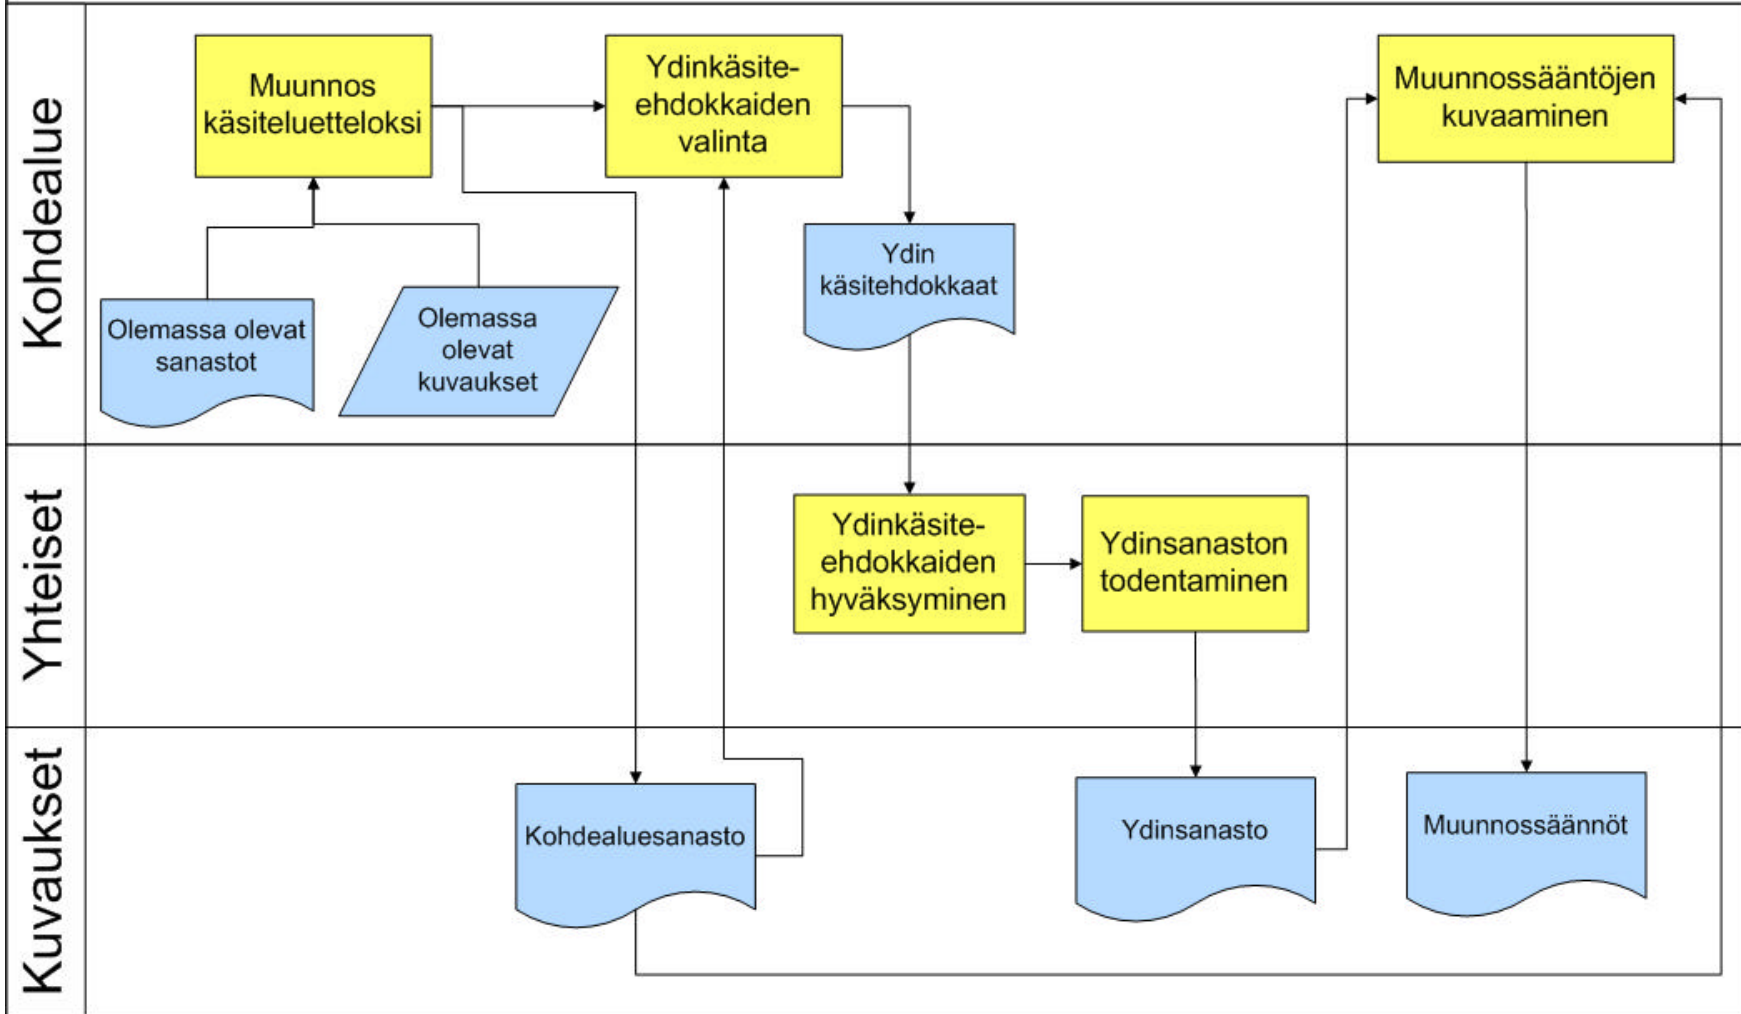 Kohdealue
Muunnos
käsiteluetteloksi
Ydinkäsite-
ehdokkaiden
valinta
Muunnossääntöjen
kuvaaminen
Olemassa olevat
sanastot
Olemassa
olevat
kuvaukset
Ydin
käsitehdokkaat
Yhteiset
Ydinkäsite-
ehdokkaiden
hyväksyminen
Ydinsanaston
todentaminen
Kuvaukset
Kohdealuesanasto
Ydinsanasto
Muunnossäännöt